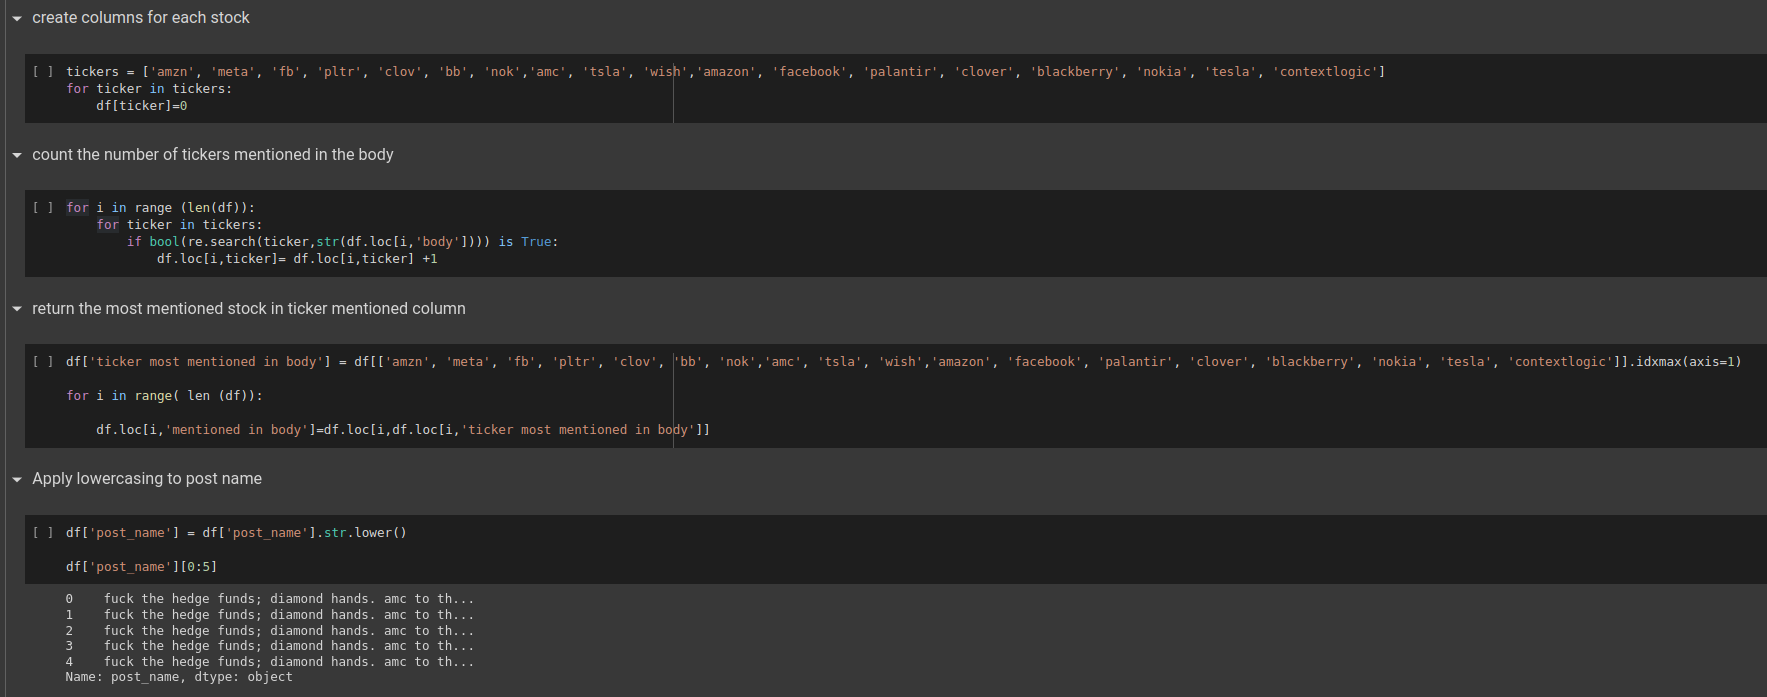 create columns for each stock
[ ] tickers = ['amzn', 'meta', 'fb', 'pltr', 'clov', 'bb', 'nok','amc', 'tsla', 'wish','amazon', 'facebook', 'palantir', 'clover', 'blackberry', 'nokia', 'tesla', 'contextlogic']
for ticker in tickers:
    df[ticker]=0
count the number of tickers mentioned in the body
[ ] for i in range (len(df)):
    for ticker in tickers:
        if bool(re.search(ticker,str(df.loc[i,'body']))) is True:
            df.loc[i,ticker]= df.loc[i,ticker] +1
return the most mentioned stock in ticker mentioned column
[ ] df['ticker most mentioned in body'] = df[['amzn', 'meta', 'fb', 'pltr', 'clov', 'bb', 'nok','amc', 'tsla', 'wish','amazon', 'facebook', 'palantir', 'clover', 'blackberry', 'nokia', 'tesla', 'contextlogic']].idxmax(axis=1)
for i in range( len (df)):
    df.loc[i,'mentioned in body']=df.loc[i,df.loc[i,'ticker most mentioned in body']]
Apply lowercasing to post name
[ ] df['post_name'] = df['post_name'].str.lower()
df['post_name'][0:5]
0    fuck the hedge funds; diamond hands. amc to th...
1    fuck the hedge funds; diamond hands. amc to th...
2    fuck the hedge funds; diamond hands. amc to th...
3    fuck the hedge funds; diamond hands. amc to th...
4    fuck the hedge funds; diamond hands. amc to th...
Name: post_name, dtype: object